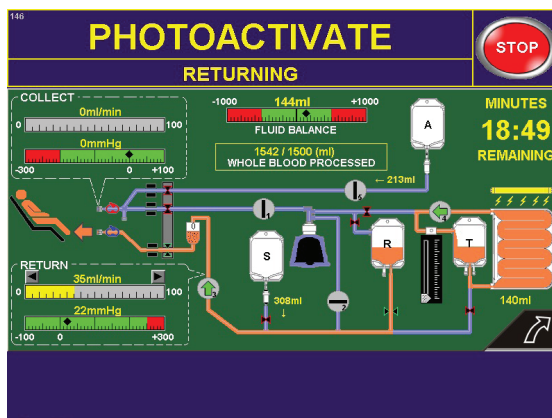 146
PHOTOACTIVATE
STOP
RETURNING
COLLECT
0ml/min
0 100
0mmHg
-300 0 +100
-1000 144ml +1000
FLUID BALANCE
1542 / 1500 (ml)
WHOLE BLOOD PROCESSED
A
MINUTES
18:49
REMAINING
← 213ml
S
R
T
308ml
↓
140ml
RETURN
35ml/min
0 100
22mmHg
-100 0 +300